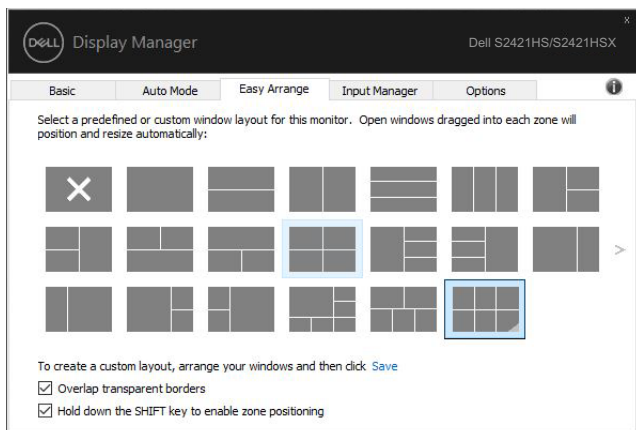 x
DELL Display Manager Dell S2421HS/S2421HSX
Basic Auto Mode Easy Arrange Input Manager Options
Select a predefined or custom window layout for this monitor. Open windows dragged into each zone will
position and resize automatically:
To create a custom layout, arrange your windows and then click Save
Overlap transparent borders
Hold down the SHIFT key to enable zone positioning